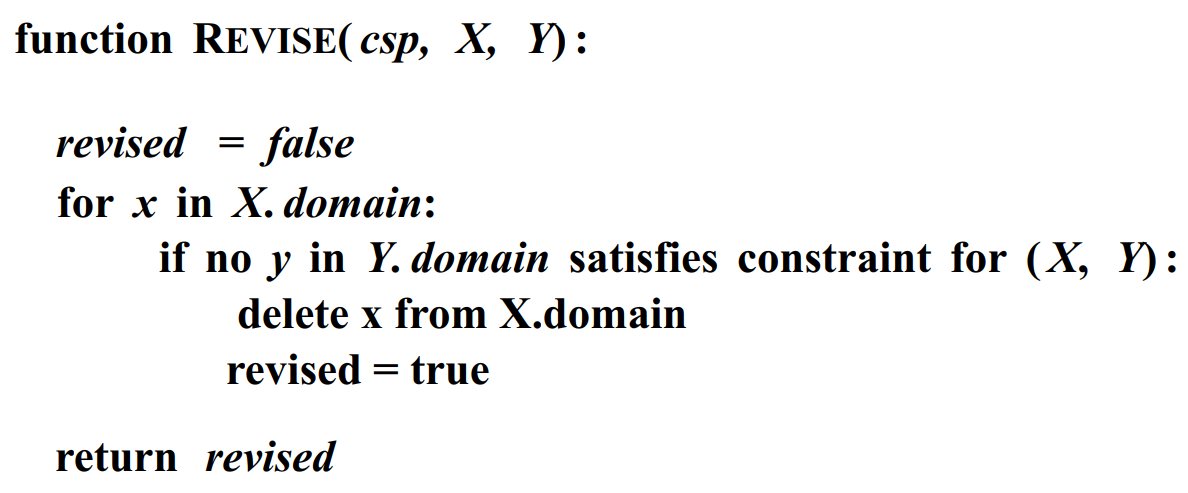 function REVISE( csp, X, Y) :
revised = false
for x in X. domain:
if no y in Y. domain satisfies constraint for (X, Y) :
delete x from X.domain
revised = true
return revised